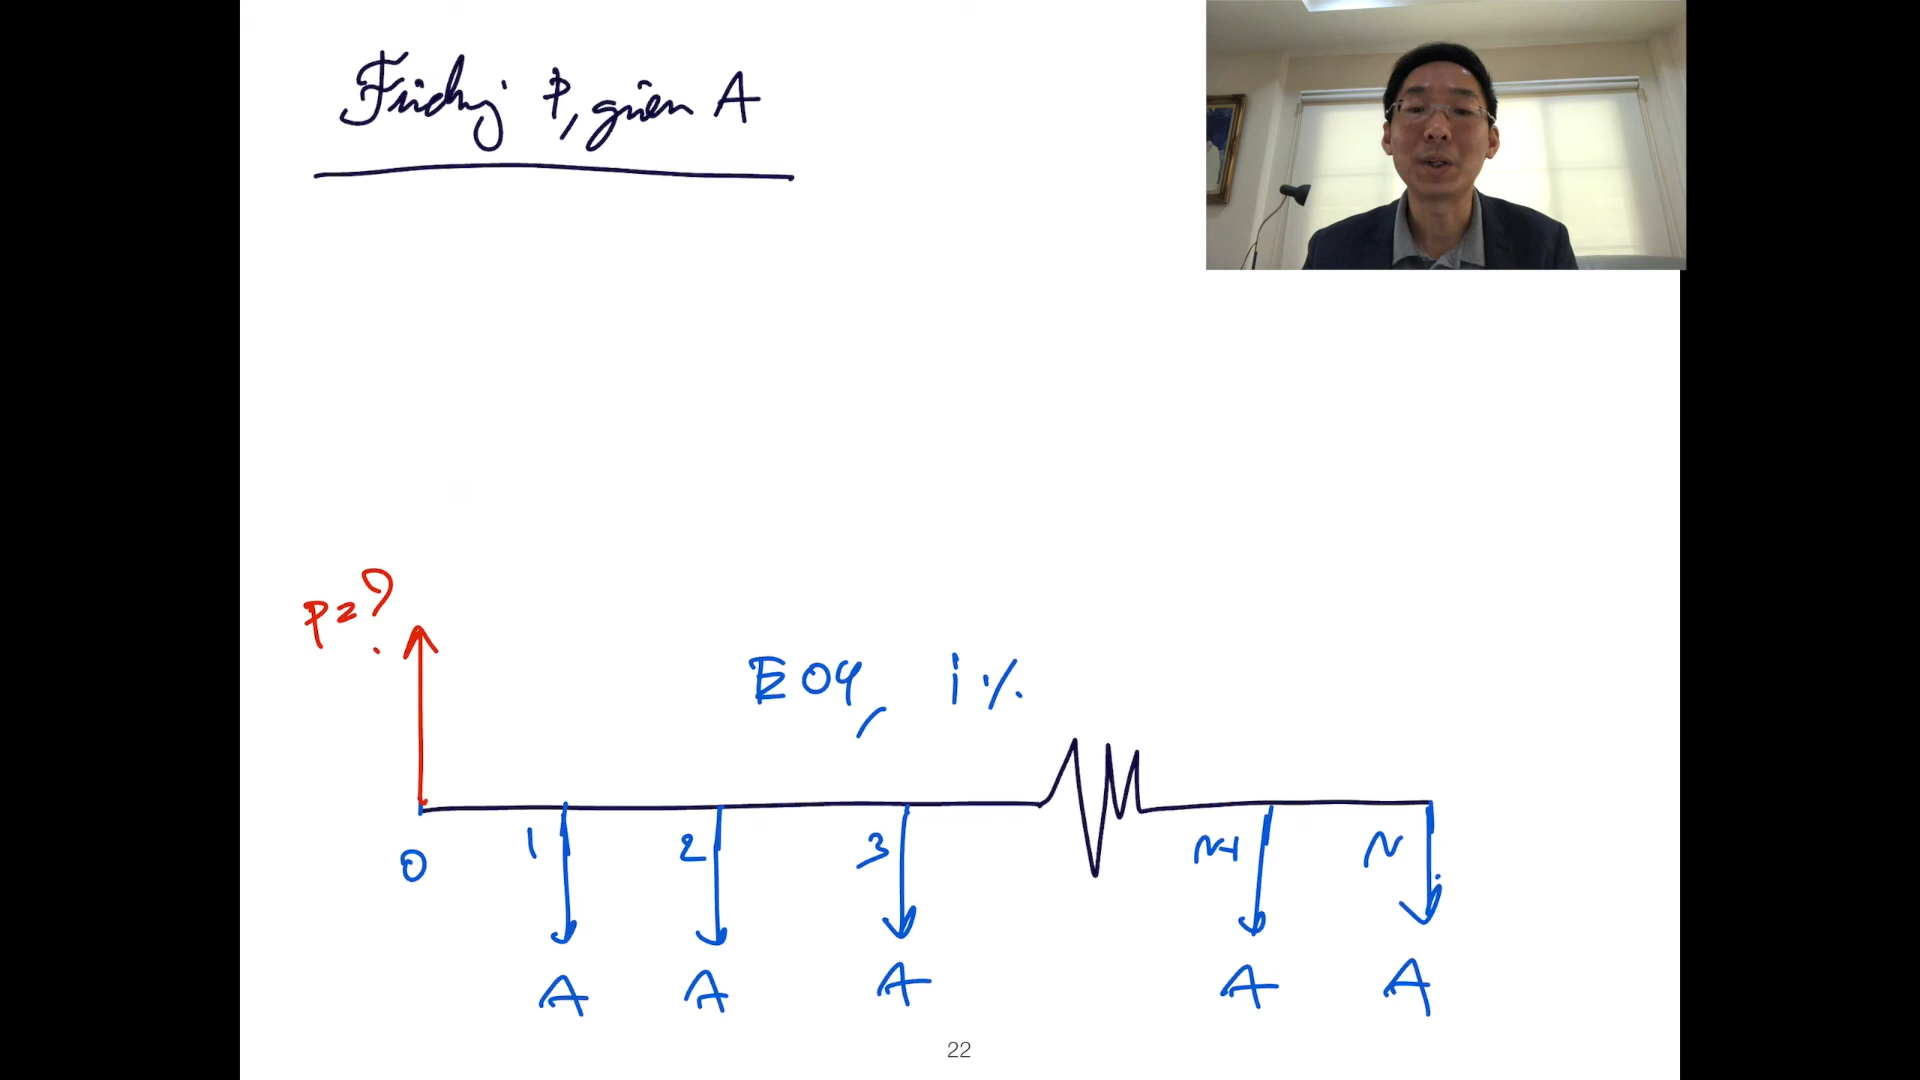 Finding P, given A
P = ?
EOY, i %
0 1 2 3 N-1 N
A A A A A
22